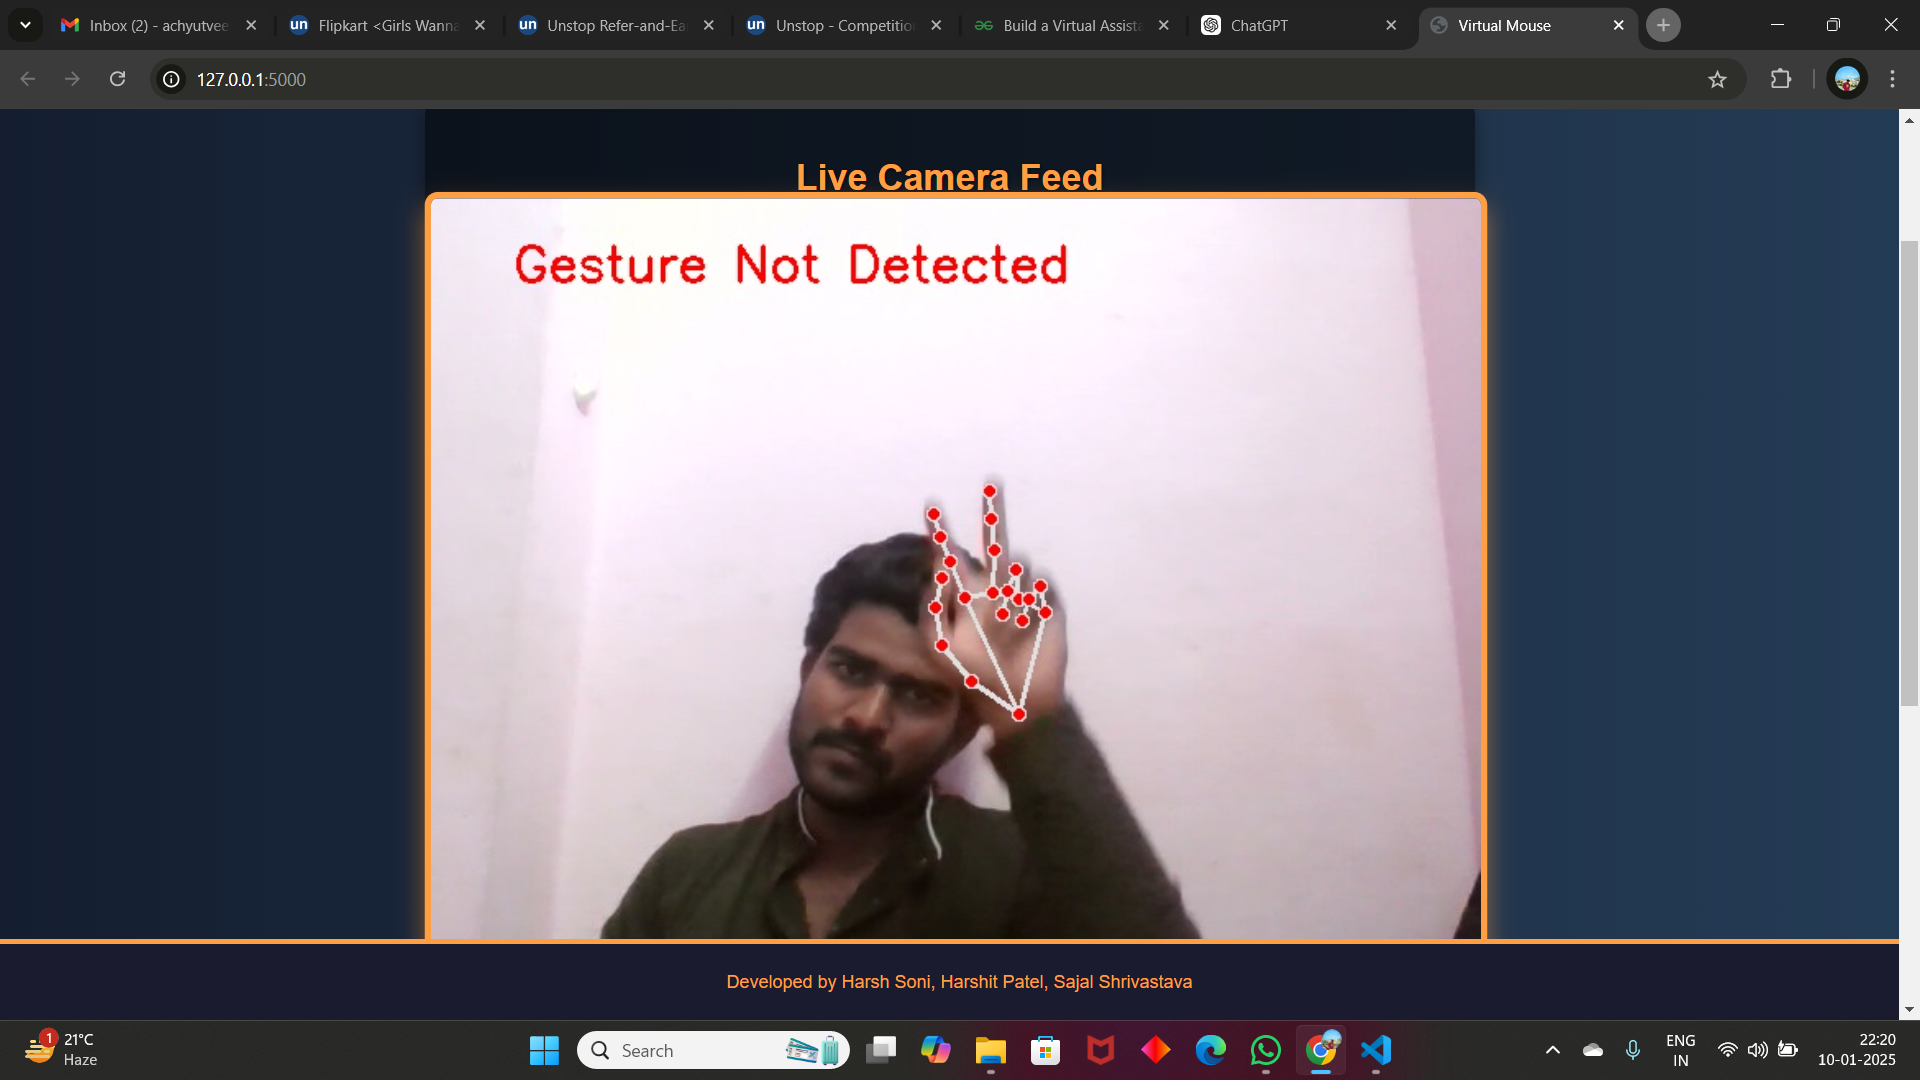 Inbox (2) - achyutvee
Flipkart <Girls Wanna
Unstop Refer-and-Ea
Unstop - Competitio
Build a Virtual Assista
ChatGPT
Virtual Mouse
127.0.0.1:5000
Live Camera Feed
Gesture Not Detected
Developed by Harsh Soni, Harshit Patel, Sajal Shrivastava
1
21°C
Haze
Search
ENG
IN
22:20
10-01-2025